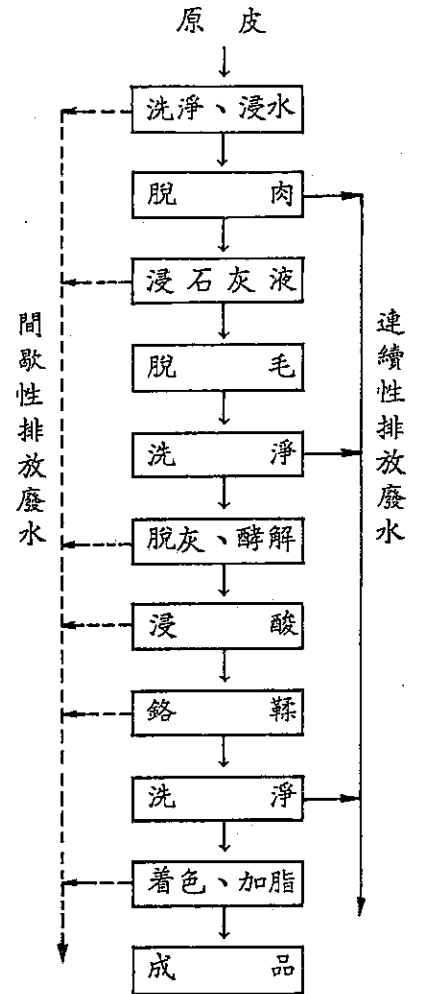 原皮
洗淨、浸水
脫肉
浸石灰液
脫毛
洗淨
脫灰、酵解
浸酸
鉻鞣
洗淨
着色、加脂
成品
間歇性排放廢水
連續性排放廢水